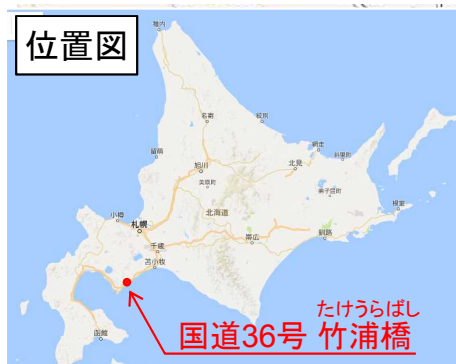 位置図
稚内
名寄
紋別
留萌
旭川
北見
網走
斜里町
美瑛町
弟子屈町
根室
小樽
札幌
北海道
帯広
釧路
千歳
苫小牧
函館
たけうらばし
国道36号 竹浦橋